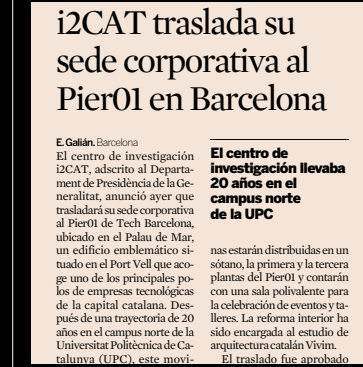 i2CAT traslada su
sede corporativa al
Pier01 en Barcelona
E. Galián. Barcelona
El centro de investigación
i2CAT, adscrito al Departa-
ment de Presidència de la Ge-
neralitat, anunció ayer que
trasladará su sede corporativa
al Pier01 de Tech Barcelona,
ubicado en el Palau de Mar,
un edificio emblemático si-
tuado en el Port Vell que aco-
ge uno de los principales po-
los de empresas tecnológicas
de la capital catalana. Des-
pués de una trayectoria de 20
años en el campus norte de la
Universitat Politècnica de Ca-
talunya (UPC), este movi-
El centro de
investigación llevaba
20 años en el
campus norte
de la UPC
nas estarán distribuidas en un
sótano, la primera y la tercera
plantas del Pier01 y contarán
con una sala polivalente para
la celebración de eventos y ta-
lleres. La reforma interior ha
sido encargada al estudio de
arquitectura catalán Vivim.
El traslado fue aprobado